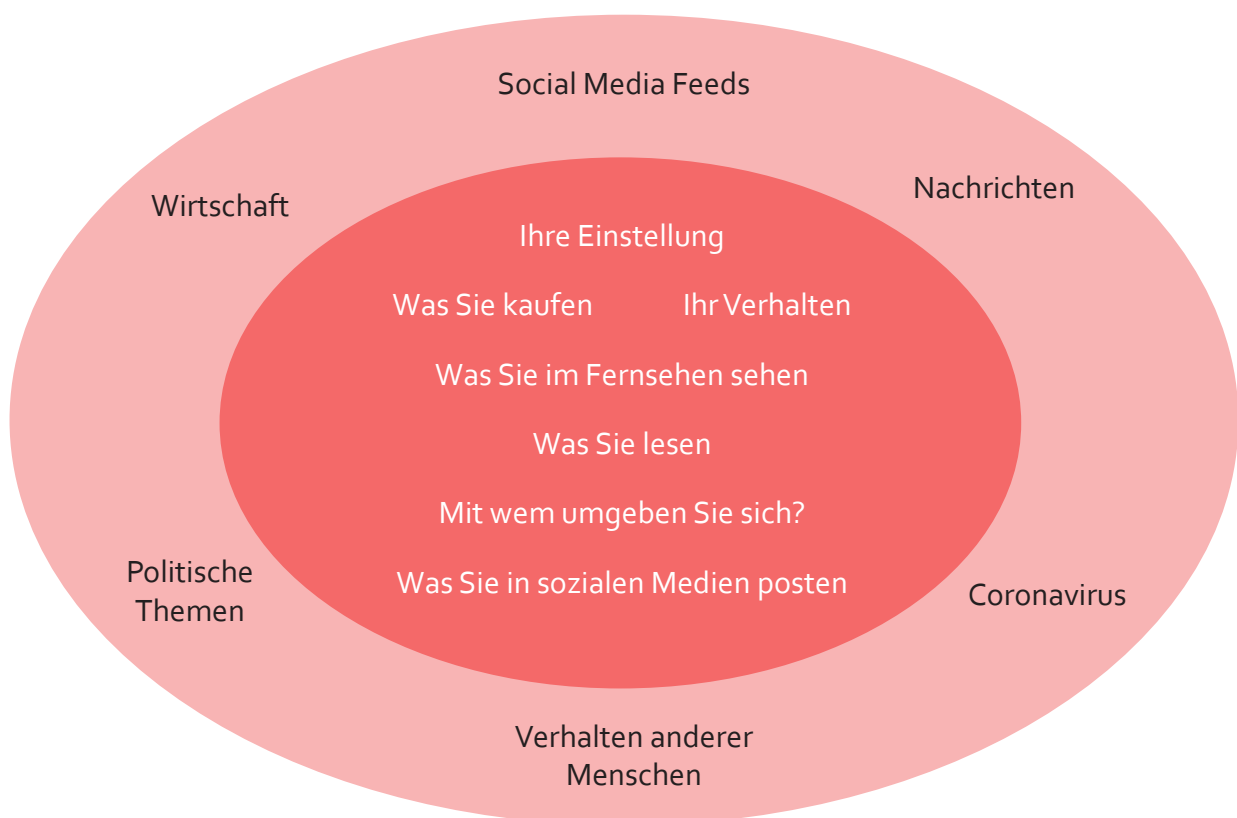 Social Media Feeds
Wirtschaft
Nachrichten
Ihre Einstellung
Was Sie kaufen
Ihr Verhalten
Was Sie im Fernsehen sehen
Was Sie lesen
Mit wem umgeben Sie sich?
Was Sie in sozialen Medien posten
Politische
Themen
Coronavirus
Verhalten anderer
Menschen